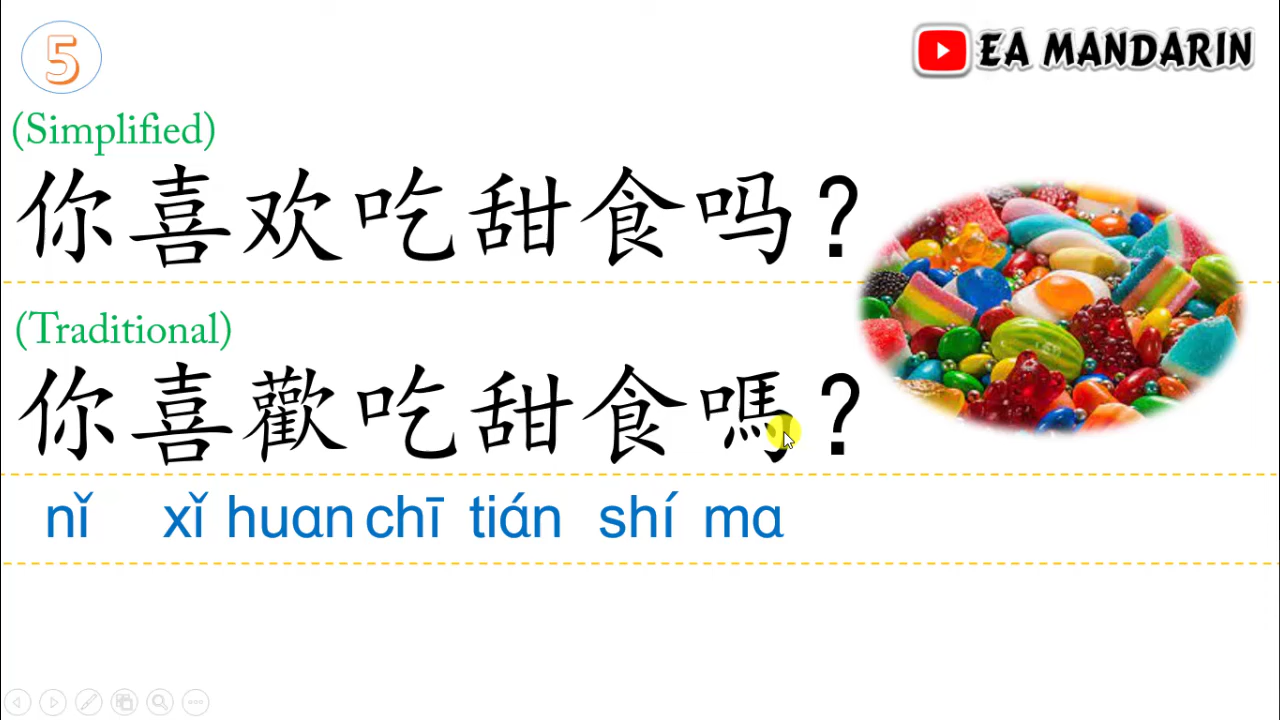 5
EA MANDARIN
(Simplified)
你喜欢吃甜食吗？
(Traditional)
你喜歡吃甜食嗎？
nǐ xǐ huan chī tián shí ma